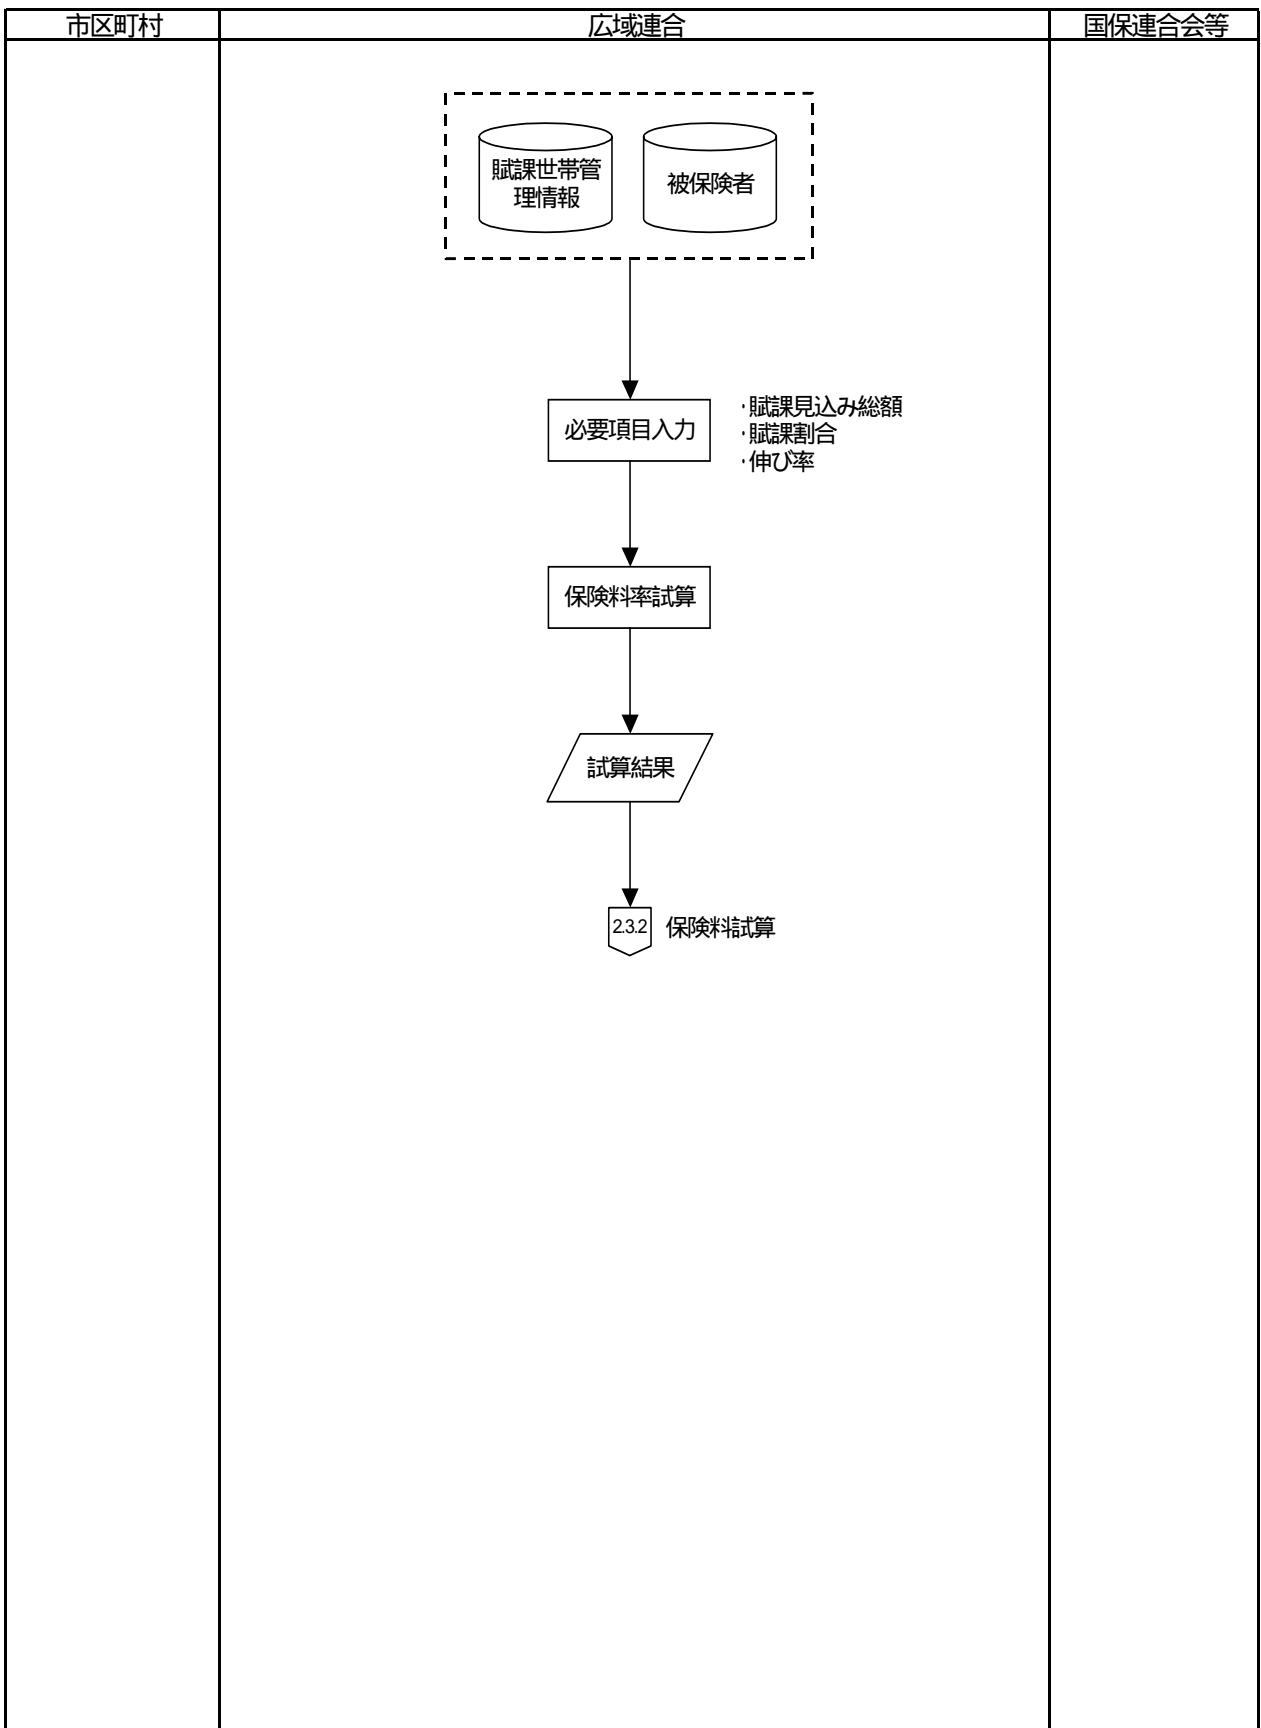 市区町村
広域連合
国保連合会等
賦課世帯管
理情報
被保険者
必要項目入力
・賦課見込み総額
・賦課割合
・伸び率
保険料率試算
試算結果
2.3.2
保険料試算